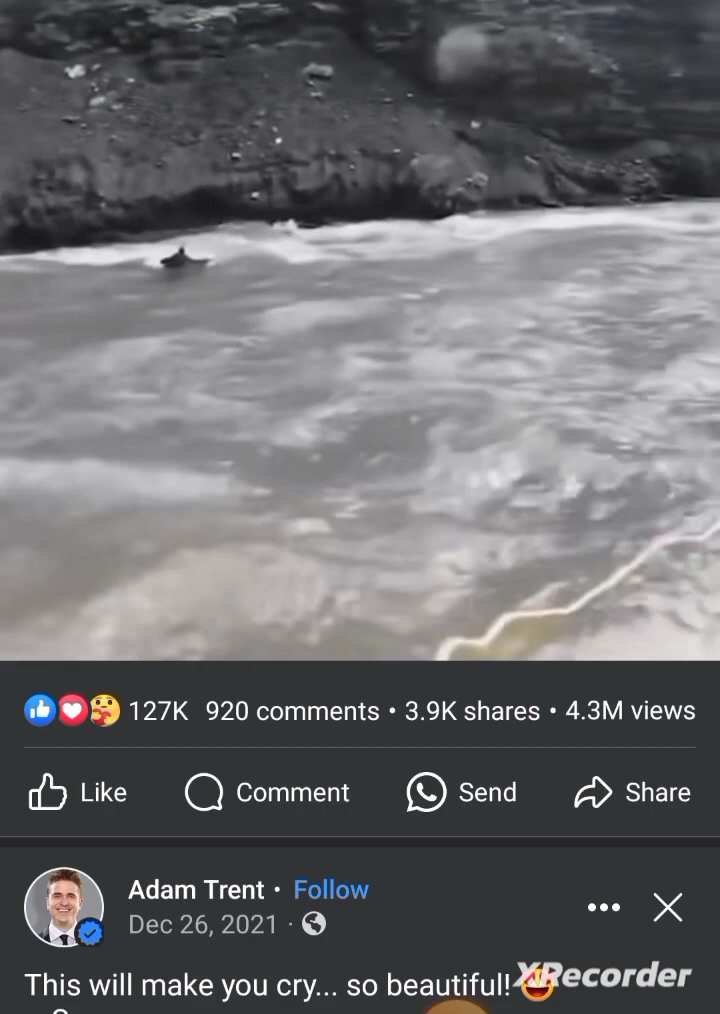 127K 920 comments • 3.9K shares • 4.3M views
Like Comment Send Share
Adam Trent • Follow
Dec 26, 2021 ·
This will make you cry... so beautiful!
XRecorder